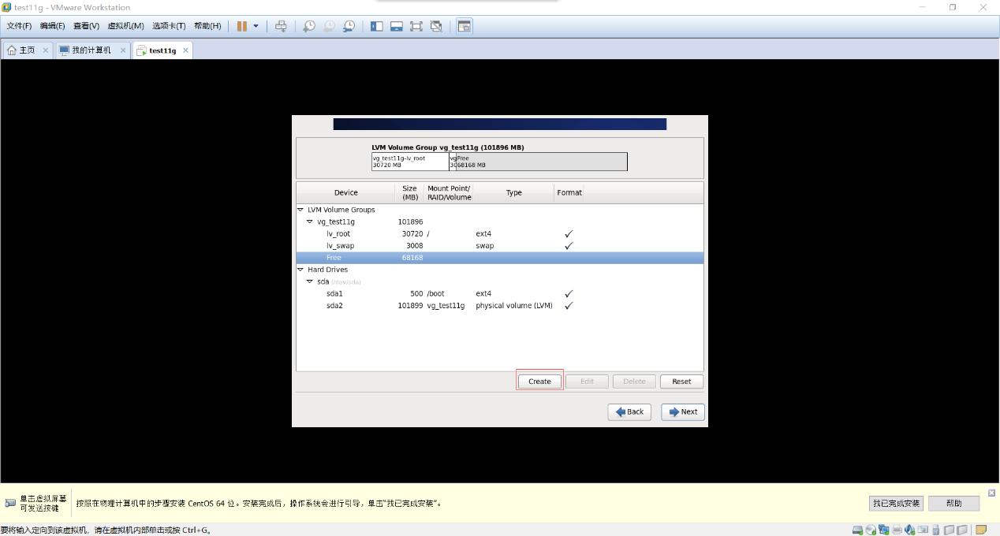 test11g - VMware Workstation
文件(F) 编辑(E) 查看(V) 虚拟机(M) 选项卡(T) 帮助(H)
主页 我的计算机 test11g
LVM Volume Group vg_test11g (101896 MB)
vg_test11g-lv_root vg Free
30720 MB 30 68168 MB
Device Size (MB) Mount Point/ RAID/Volume Type Format
LVM Volume Groups
vg_test11g 101896
lv_root 30720 / ext4
lv_swap 3008 swap
Free 68168
Hard Drives
sda (/dev/sda)
sda1 500 /boot ext4
sda2 101899 vg_test11g physical volume (LVM)
Create Edit Delete Reset
Back Next
单击虚拟屏幕
可发送按键
按照在物理计算机中的步骤安装 CentOS 64 位。安装完成后，操作系统会进行引导，单击“我已完成安装”。
我已完成安装 帮助
要将输入定向到该虚拟机，请在虚拟机内部单击或按 Ctrl+G。